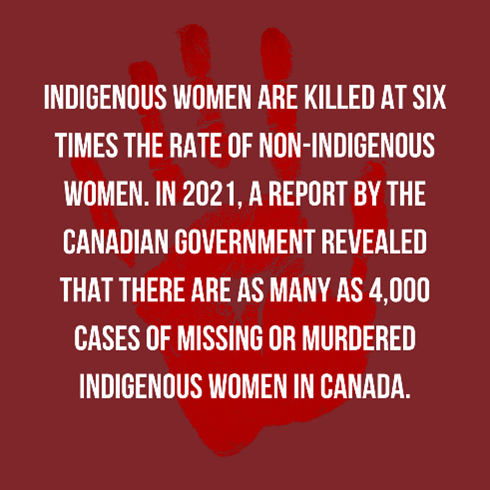 INDIGENOUS WOMEN ARE KILLED AT SIX
TIMES THE RATE OF NON-INDIGENOUS
WOMEN. IN 2021, A REPORT BY THE
CANADIAN GOVERNMENT REVEALED
THAT THERE ARE AS MANY AS 4,000
CASES OF MISSING OR MURDERED
INDIGENOUS WOMEN IN CANADA.